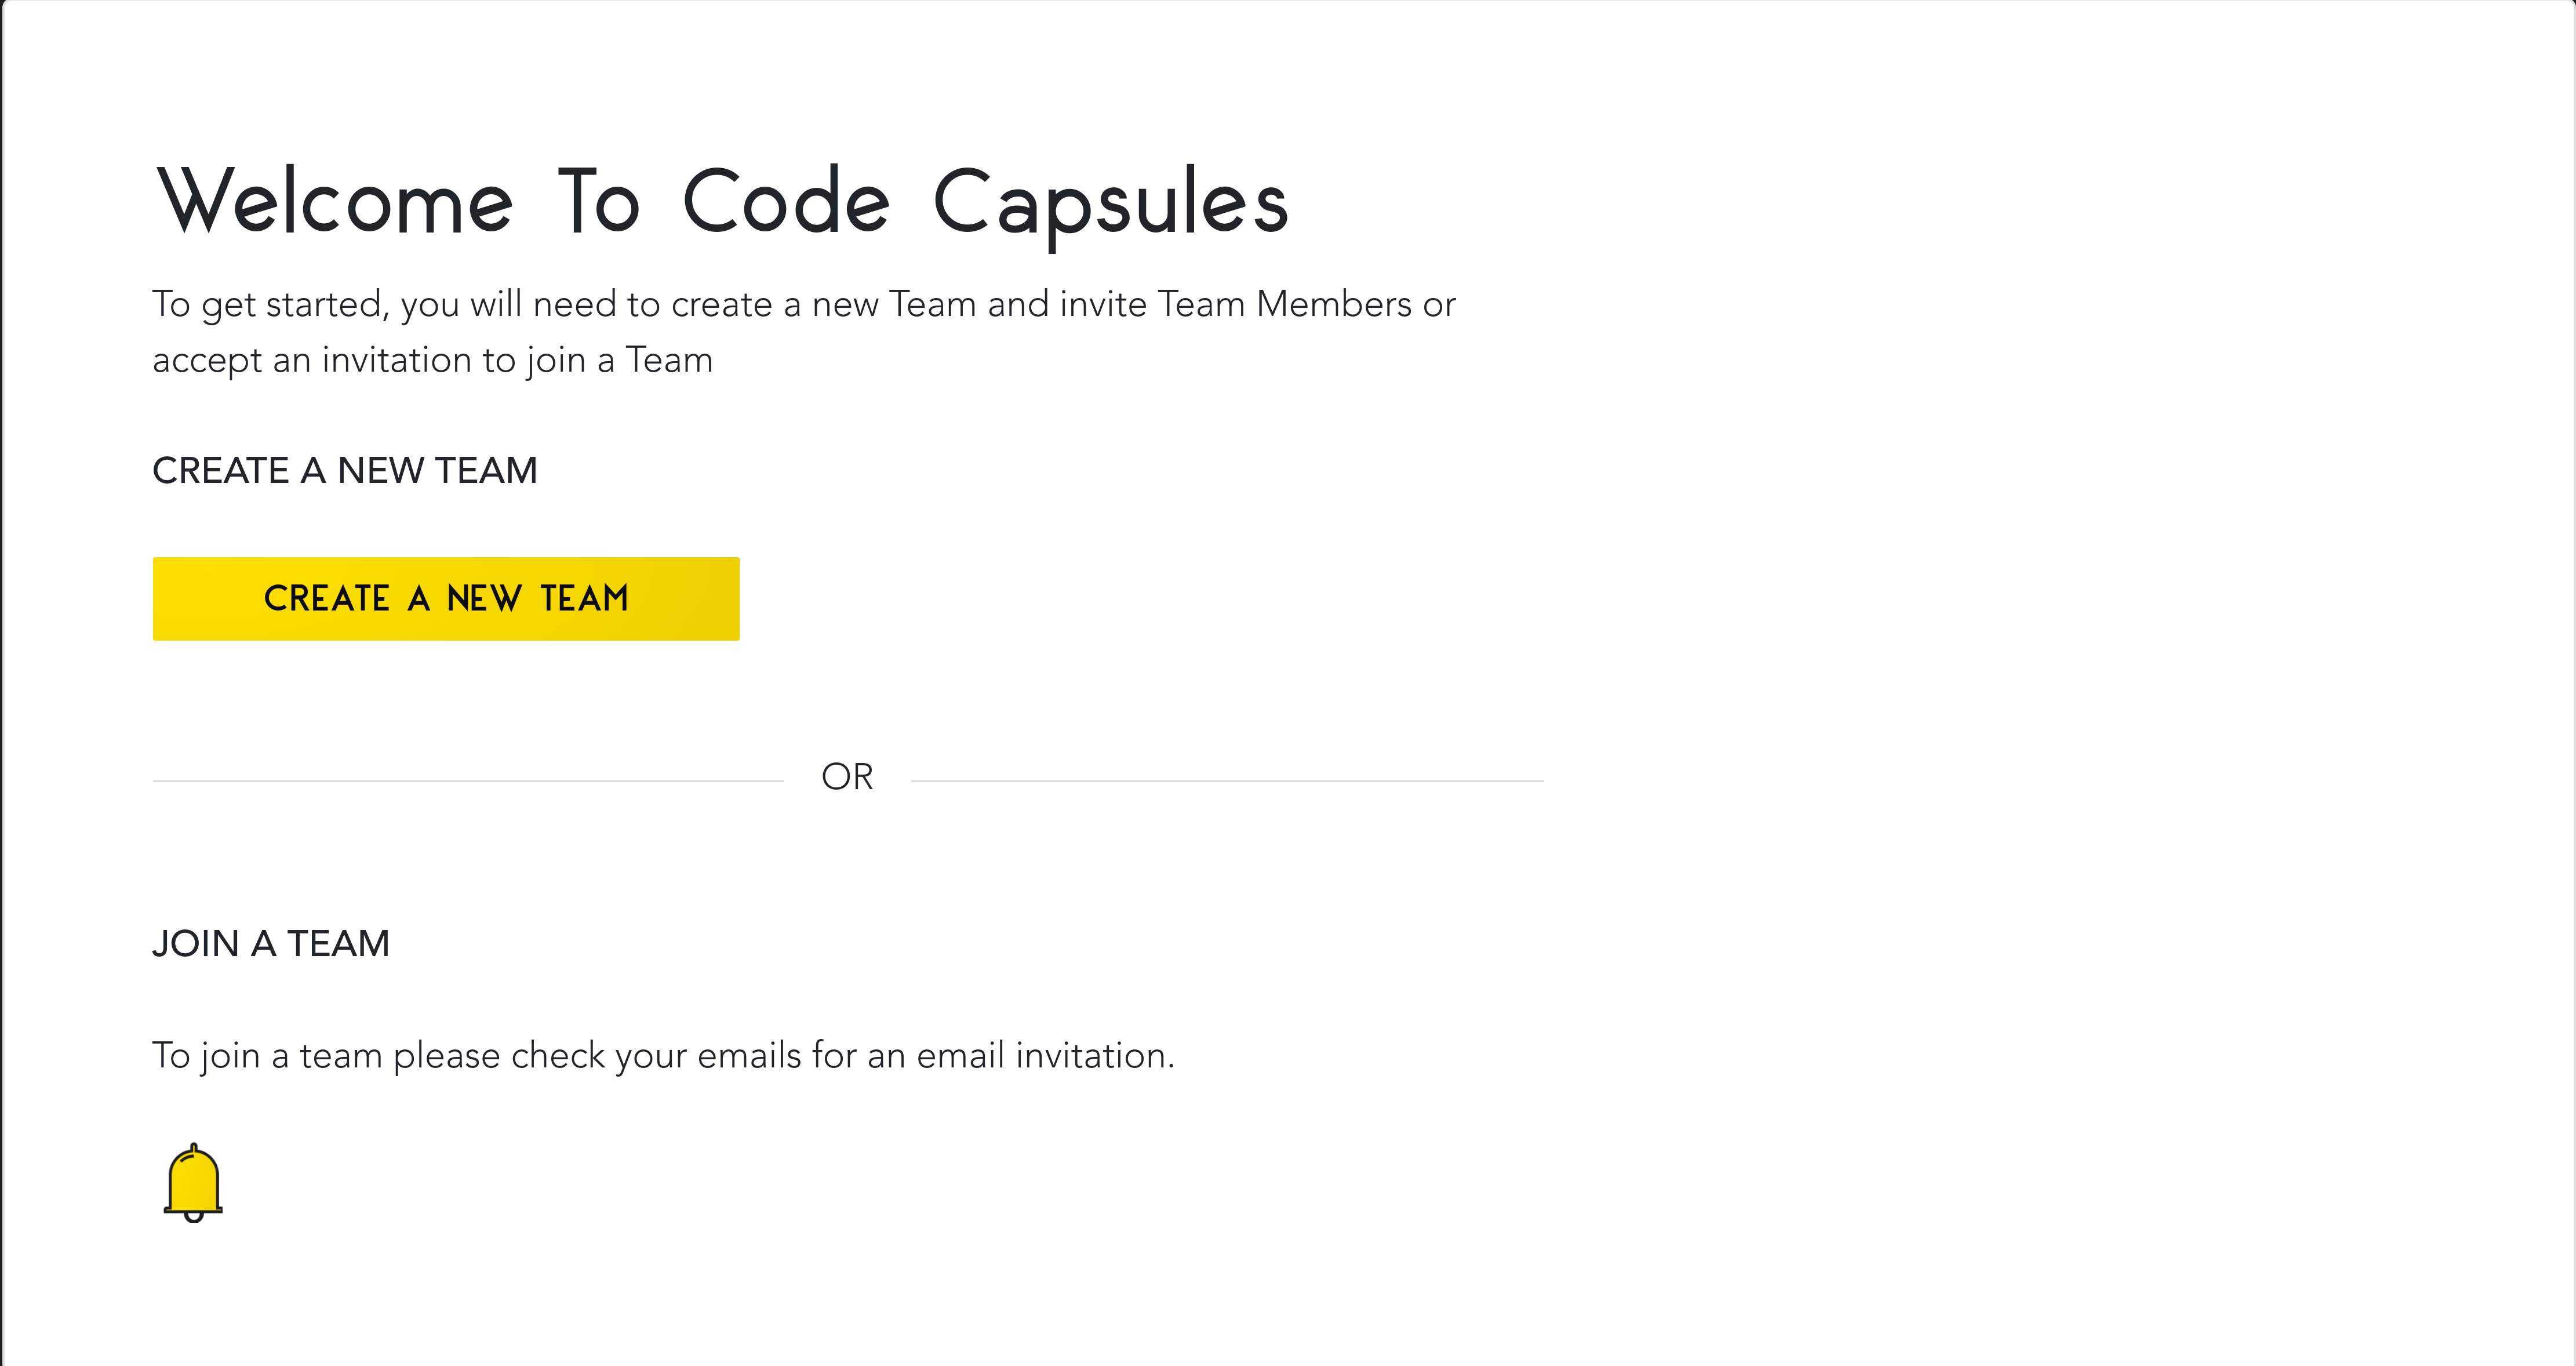 Welcome To Code Capsules
To get started, you will need to create a new Team and invite Team Members or
accept an invitation to join a Team
CREATE A NEW TEAM
CREATE A NEW TEAM
OR
JOIN A TEAM
To join a team please check your emails for an email invitation.